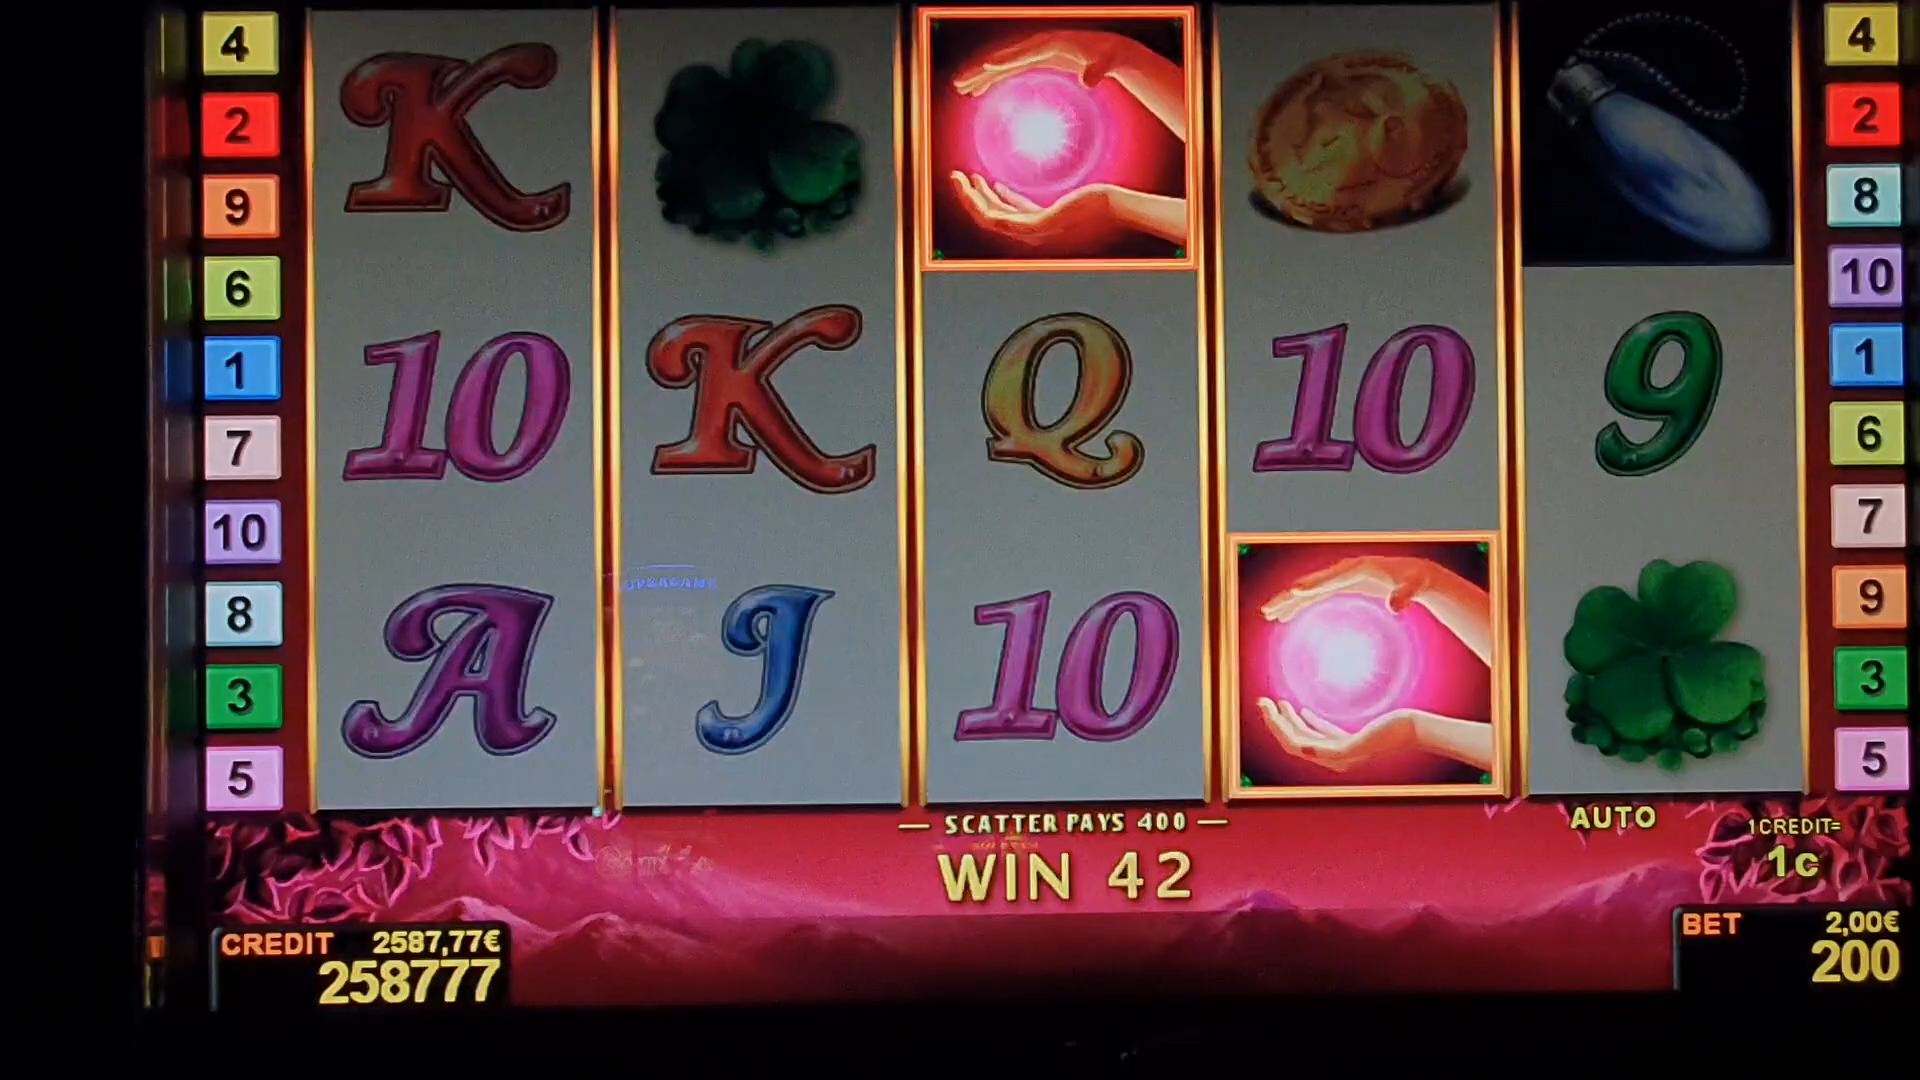 4 K 4
2 2
9 8
6 10
1 10 K Q 10 9 1
7 6
10 7
8 A J 10 9
3 3
5 5
— SCATTER PAYS 400 —
AUTO
WIN 42
1CREDIT=
1c
CREDIT 2587,77€
258777
BET 2,00€
200